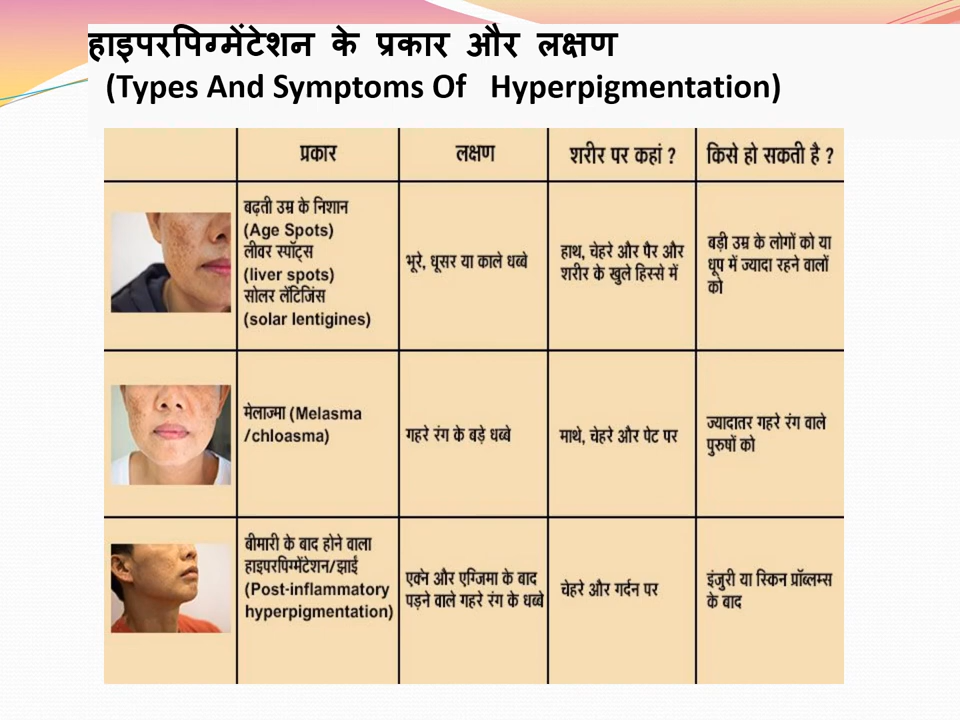 हाइपरपिग्मेंटेशन के प्रकार और लक्षण
(Types And Symptoms Of Hyperpigmentation)
प्रकार
लक्षण
शरीर पर कहां ?
किसे हो सकती है ?
बढ़ती उम्र के निशान
(Age Spots)
लीवर स्पॉट्स
(liver spots)
सोलर लेंटिजिंस
(solar lentigines)
भूरे, धूसर या काले धब्बे
हाथ, चेहरे और पैर और
शरीर के खुले हिस्से में
बड़ी उम्र के लोगों को या
धूप में ज्यादा रहने वालों
को
मेलाज्मा (Melasma
/chloasma)
गहरे रंग के बड़े धब्बे
माथे, चेहरे और पेट पर
ज्यादातर गहरे रंग वाले
पुरुषों को
बीमारी के बाद होने वाला
हाइपरपिग्मेंटेशन/झाईं
(Post-inflammatory
hyperpigmentation)
एक्ने और एग्जिमा के बाद
पड़ने वाले गहरे रंग के धब्बे
चेहरे और गर्दन पर
इंजुरी या स्किन प्रॉब्लम्स
के बाद